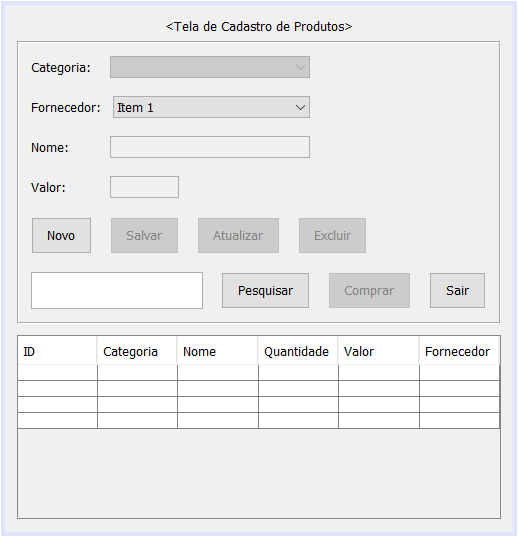 <Tela de Cadastro de Produtos>
Categoria:
Fornecedor: Item 1
Nome:
Valor:
Novo Salvar Atualizar Excluir
Pesquisar Comprar Sair
ID Categoria Nome Quantidade Valor Fornecedor